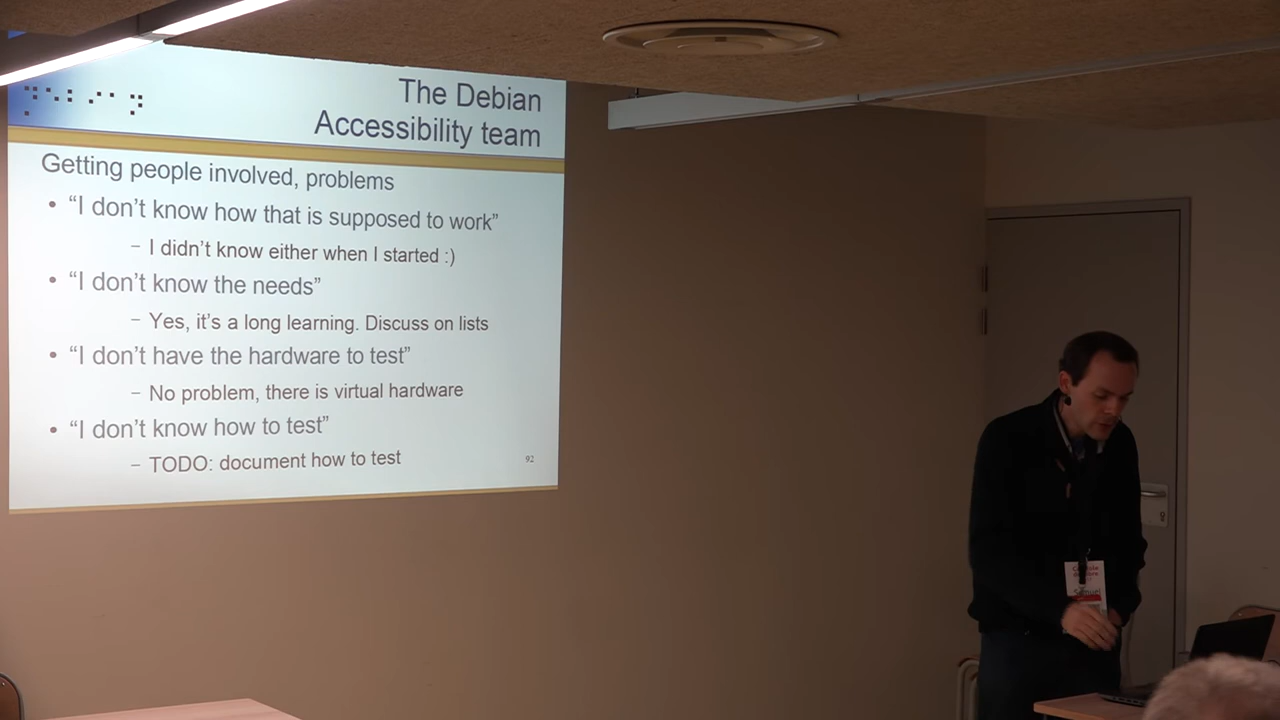 The Debian
Accessibility team
Getting people involved, problems
• “I don’t know how that is supposed to work”
– I didn’t know either when I started :)
• “I don’t know the needs”
– Yes, it’s a long learning. Discuss on lists
• “I don’t have the hardware to test”
– No problem, there is virtual hardware
• “I don’t know how to test”
– TODO: document how to test
92
Samuel